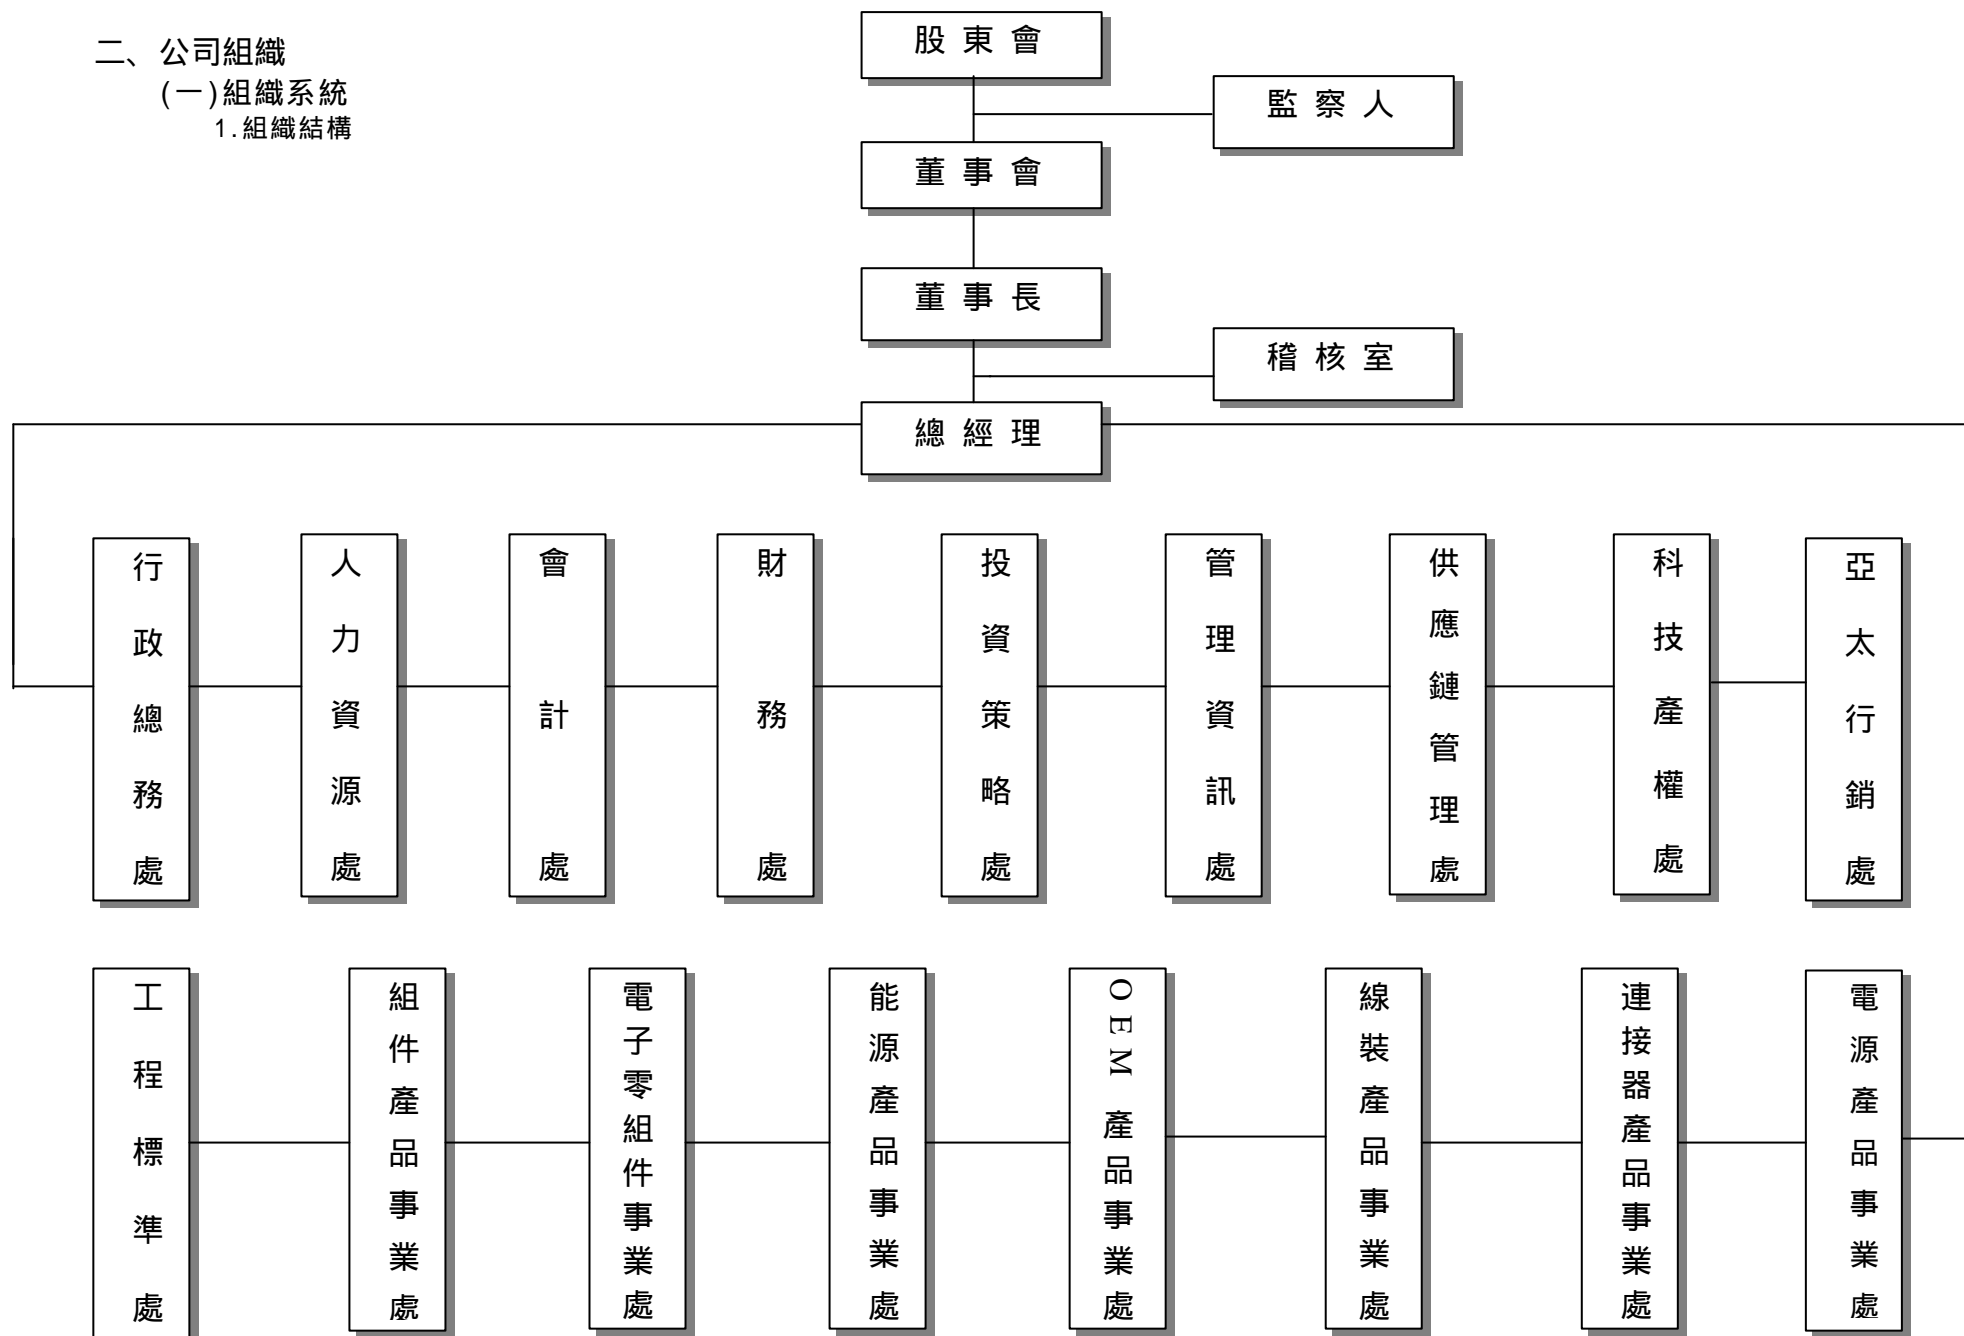 二、公司組織
(一)組織系統
1.組織結構
股東會
監察人
董事會
董事長
稽核室
總經理
行政總務處
人力資源處
會計處
財務處
投資策略處
管理資訊處
供應鏈管理處
科技產權處
亞太行銷處
工程標準處
組件產品事業處
電子零組件事業處
能源產品事業處
OEM產品事業處
線裝產品事業處
連接器產品事業處
電源產品事業處